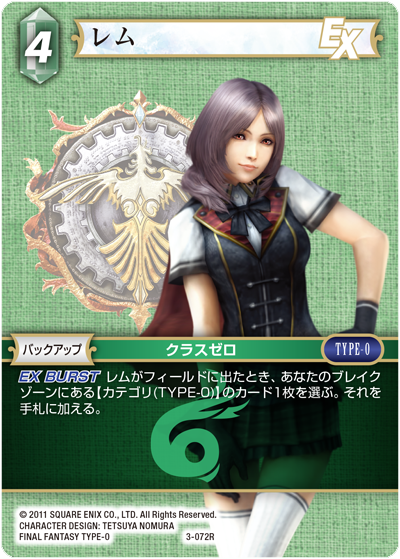 4
レム
EX
バックアップ
クラスゼロ
TYPE-0
EX BURST レムがフィールドに出たとき、あなたのブレイク
ゾーンにある【カテゴリ(TYPE-0)】のカード1枚を選ぶ。それを
手札に加える。
© 2011 SQUARE ENIX CO., LTD. All Rights Reserved.
CHARACTER DESIGN: TETSUYA NOMURA
FINAL FANTASY TYPE-0
3-072R